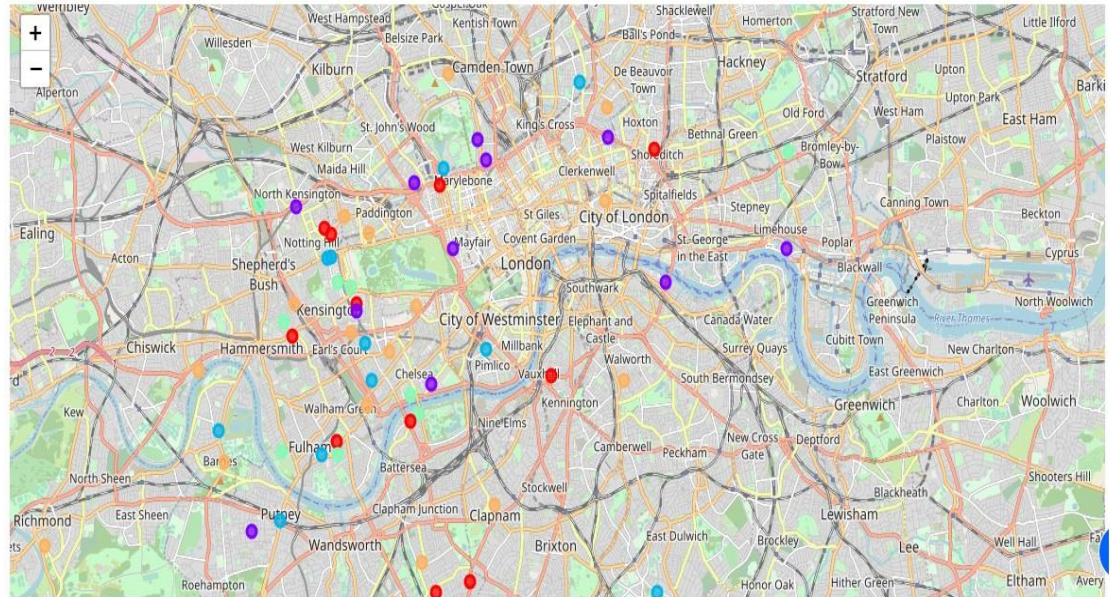 Wembley
West Hampstead
Kentish Town
Shacklewell
Homerton
Stratford New
Town
Little Ilford
+
Willesden
Belsize Park
Ball's Pond
−
Kilburn
Camden Town
De Beauvoir
Town
Hackney
Stratford
Upton
Alperton
Upton Park
Barki
St. John's Wood
King's Cross
Hoxton
Old Ford
West Ham
East Ham
West Kilburn
Shoreditch
Bethnal Green
Bromley-by-
Bow
Plaistow
Maida Hill
Clerkenwell
Marylebone
North Kensington
Spitalfields
Canning Town
Paddington
St Giles
City of London
Stepney
Beckton
Ealing
Notting Hill
Mayfair
Covent Garden
St. George
in the East
Limehouse
Poplar
Cyprus
Acton
Shepherd's
Bush
London
Blackwall
Southwark
Greenwich
Peninsula
North Woolwich
Kensington
City of Westminster
Elephant and
Castle
Canada Water
River Thames
Chiswick
Hammersmith
Earl's Court
Millbank
Pimlico
Walworth
Surrey Quays
Cubitt Town
New Charlton
Chelsea
Vauxhall
South Bermondsey
East Greenwich
Kew
Walham Green
Kennington
Greenwich
Charlton
Woolwich
Nine Elms
Barnes
Fulham
Camberwell
New Cross
Gate
Deptford
Battersea
Peckham
North Sheen
Stockwell
Shooters Hill
Blackheath
Richmond
East Sheen
Putney
Clapham Junction
Clapham
Lewisham
Wandsworth
Brixton
East Dulwich
Brockley
Lee
Well Hall
Roehampton
Honor Oak
Hither Green
Eltham
Avery